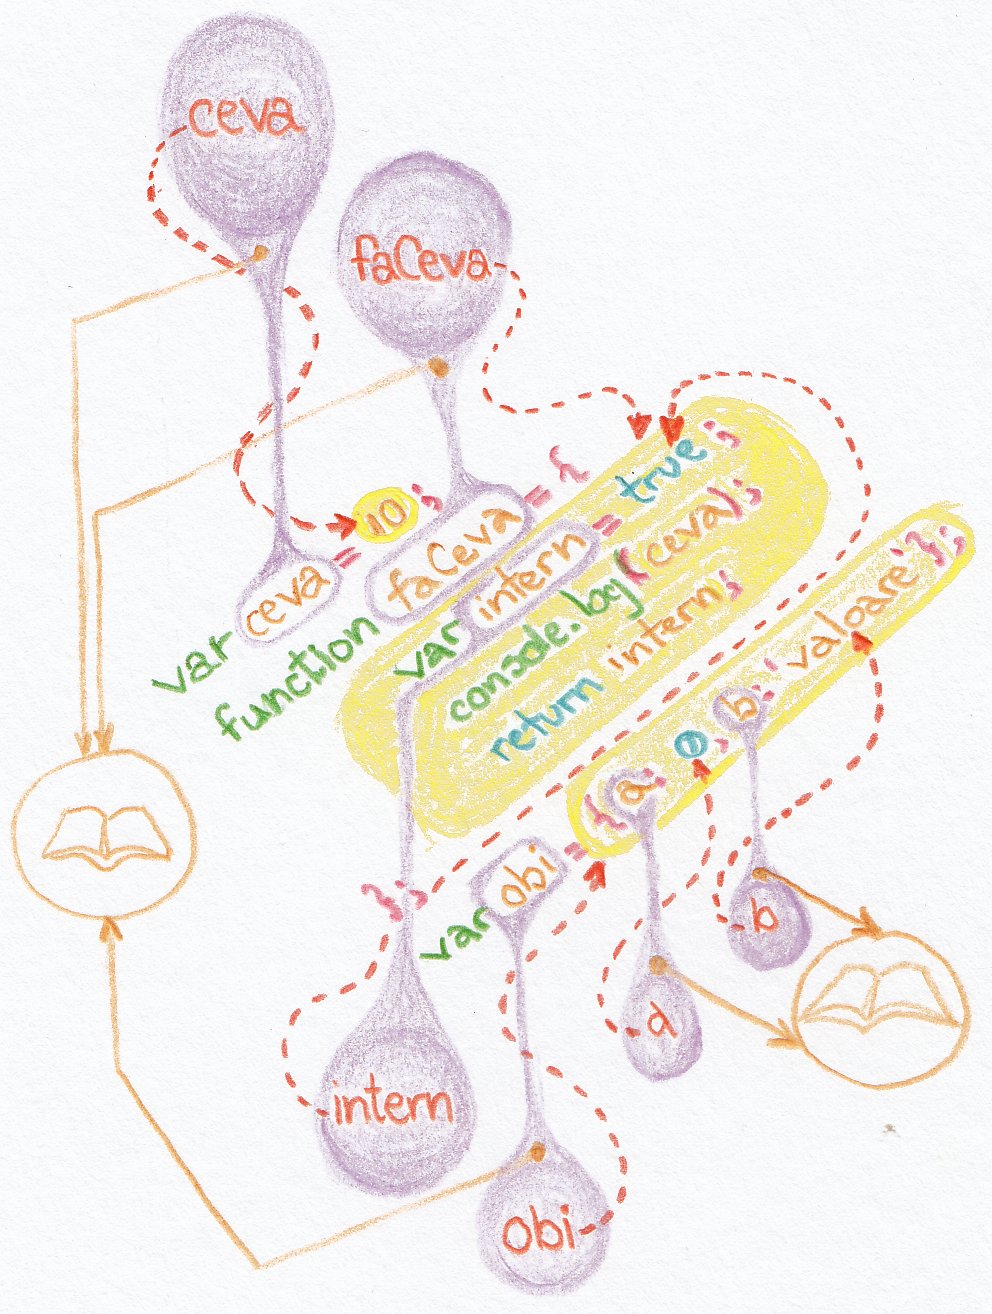 ceva
faCeva
var ceva = 10;
function faCeva = {
var intern = true;
console.log(ceva);
return intern;
};
var obi = {a: 1, b: 'valoare'};
b
a
intern
obi